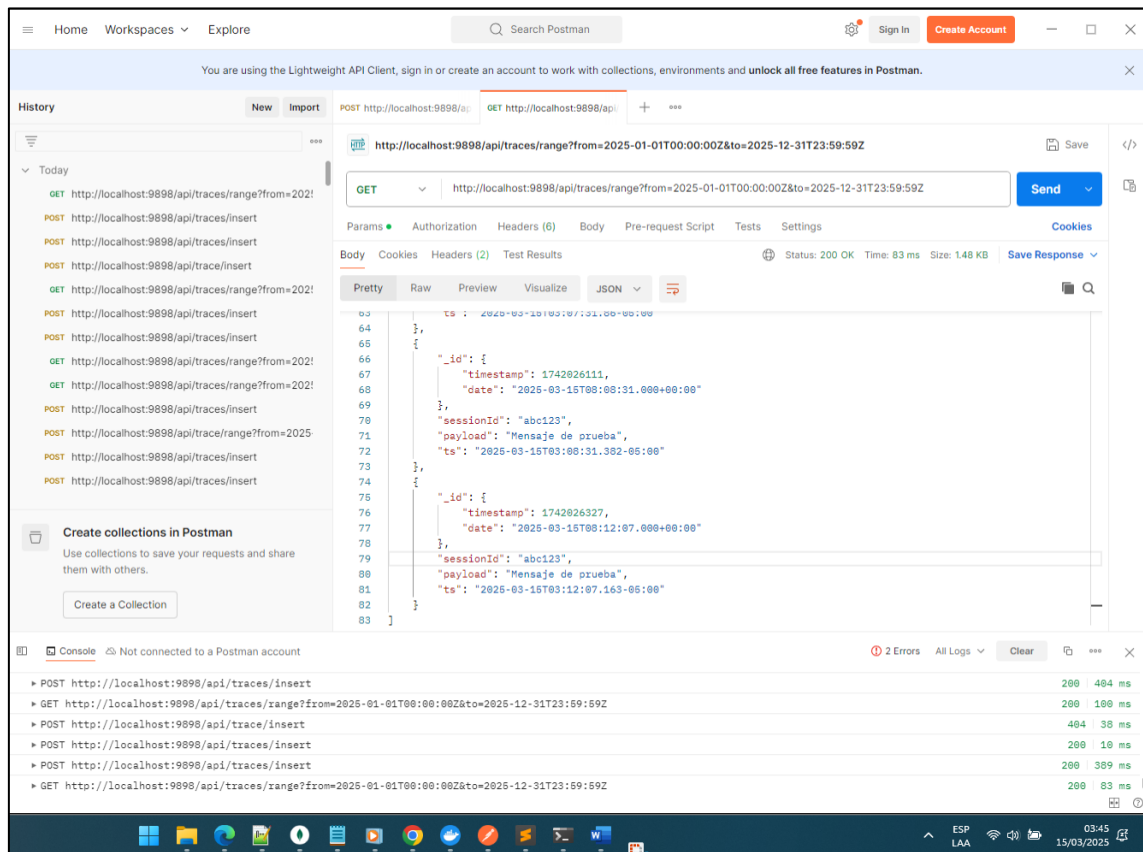 Home Workspaces Explore Search Postman Sign In Create Account
You are using the Lightweight API Client, sign in or create an account to work with collections, environments and unlock all free features in Postman.
History New Import
POST http://localhost:9898/ap GET http://localhost:9898/api
Today
GET http://localhost:9898/api/traces/range?from=202
POST http://localhost:9898/api/traces/insert
POST http://localhost:9898/api/traces/insert
POST http://localhost:9898/api/trace/insert
GET http://localhost:9898/api/traces/range?from=202
POST http://localhost:9898/api/traces/insert
POST http://localhost:9898/api/traces/insert
GET http://localhost:9898/api/traces/range?from=202
GET http://localhost:9898/api/traces/range?from=202
POST http://localhost:9898/api/traces/insert
POST http://localhost:9898/api/trace/range?from=2025-
POST http://localhost:9898/api/traces/insert
POST http://localhost:9898/api/traces/insert
Create collections in Postman
Use collections to save your requests and share
them with others.
Create a Collection
HTTP http://localhost:9898/api/traces/range?from=2025-01-01T00:00:00Z&to=2025-12-31T23:59:59Z Save
GET http://localhost:9898/api/traces/range?from=2025-01-01T00:00:00Z&to=2025-12-31T23:59:59Z Send
Params Authorization Headers (6) Body Pre-request Script Tests Settings Cookies
Body Cookies Headers (2) Test Results Status: 200 OK Time: 83 ms Size: 1.48 KB Save Response
Pretty Raw Preview Visualize JSON
63 "ts": "2025-03-15T03:07:31.86-05:00"
64 },
65 {
66 "_id": {
67 "timestamp": 1742026111,
68 "date": "2025-03-15T08:08:31.000+00:00"
69 },
70 "sessionId": "abc123",
71 "payload": "Mensaje de prueba",
72 "ts": "2025-03-15T03:08:31.382-05:00"
73 },
74 {
75 "_id": {
76 "timestamp": 1742026327,
77 "date": "2025-03-15T08:12:07.000+00:00"
78 },
79 "sessionId": "abc123",
80 "payload": "Mensaje de prueba",
81 "ts": "2025-03-15T03:12:07.163-05:00"
82 }
83 ]
Console Not connected to a Postman account 2 Errors All Logs Clear
POST http://localhost:9898/api/traces/insert 200 404 ms
GET http://localhost:9898/api/traces/range?from=2025-01-01T00:00:00Z&to=2025-12-31T23:59:59Z 200 100 ms
POST http://localhost:9898/api/trace/insert 404 38 ms
POST http://localhost:9898/api/traces/insert 200 10 ms
POST http://localhost:9898/api/traces/insert 200 389 ms
GET http://localhost:9898/api/traces/range?from=2025-01-01T00:00:00Z&to=2025-12-31T23:59:59Z 200 83 ms
ESP 03:45
LAA 15/03/2025